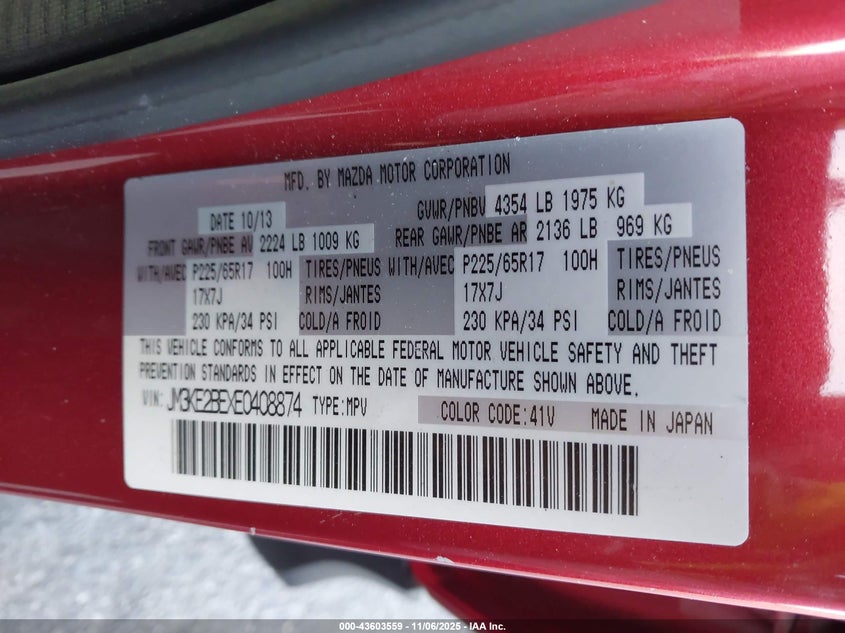 MFD. BY MAZDA MOTOR CORPORATION
DATE 10/13 GVWR/PNBV 4354 LB 1975 KG
FRONT GAWR/PNBE AV 2224 LB 1009 KG REAR GAWR/PNBE AR 2136 LB 969 KG
WITH/AVEC P225/65R17 100H TIRES/PNEUS WITH/AVEC P225/65R17 100H TIRES/PNEUS
17X7J RIMS/JANTES 17X7J RIMS/JANTES
230 KPA/34 PSI COLD/A FROID 230 KPA/34 PSI COLD/A FROID
THIS VEHICLE CONFORMS TO ALL APPLICABLE FEDERAL MOTOR VEHICLE SAFETY AND THEFT
PREVENTION STANDARDS IN EFFECT ON THE DATE OF MANUFACTURE SHOWN ABOVE.
VIN: JM3KE2BEXE0408874 TYPE:MPV COLOR CODE:41V MADE IN JAPAN
000-43603559 - 11/06/2025 - IAA Inc.